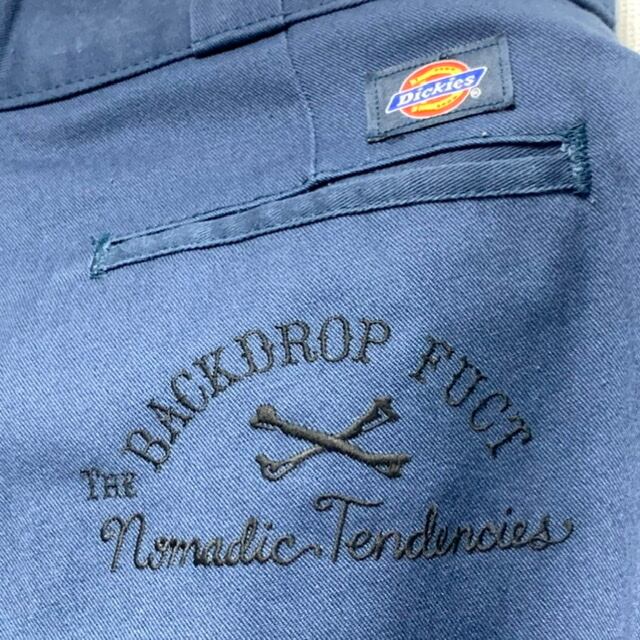 Dickies
®
THE BACKDROP FUCT
Nomadic Tendencies